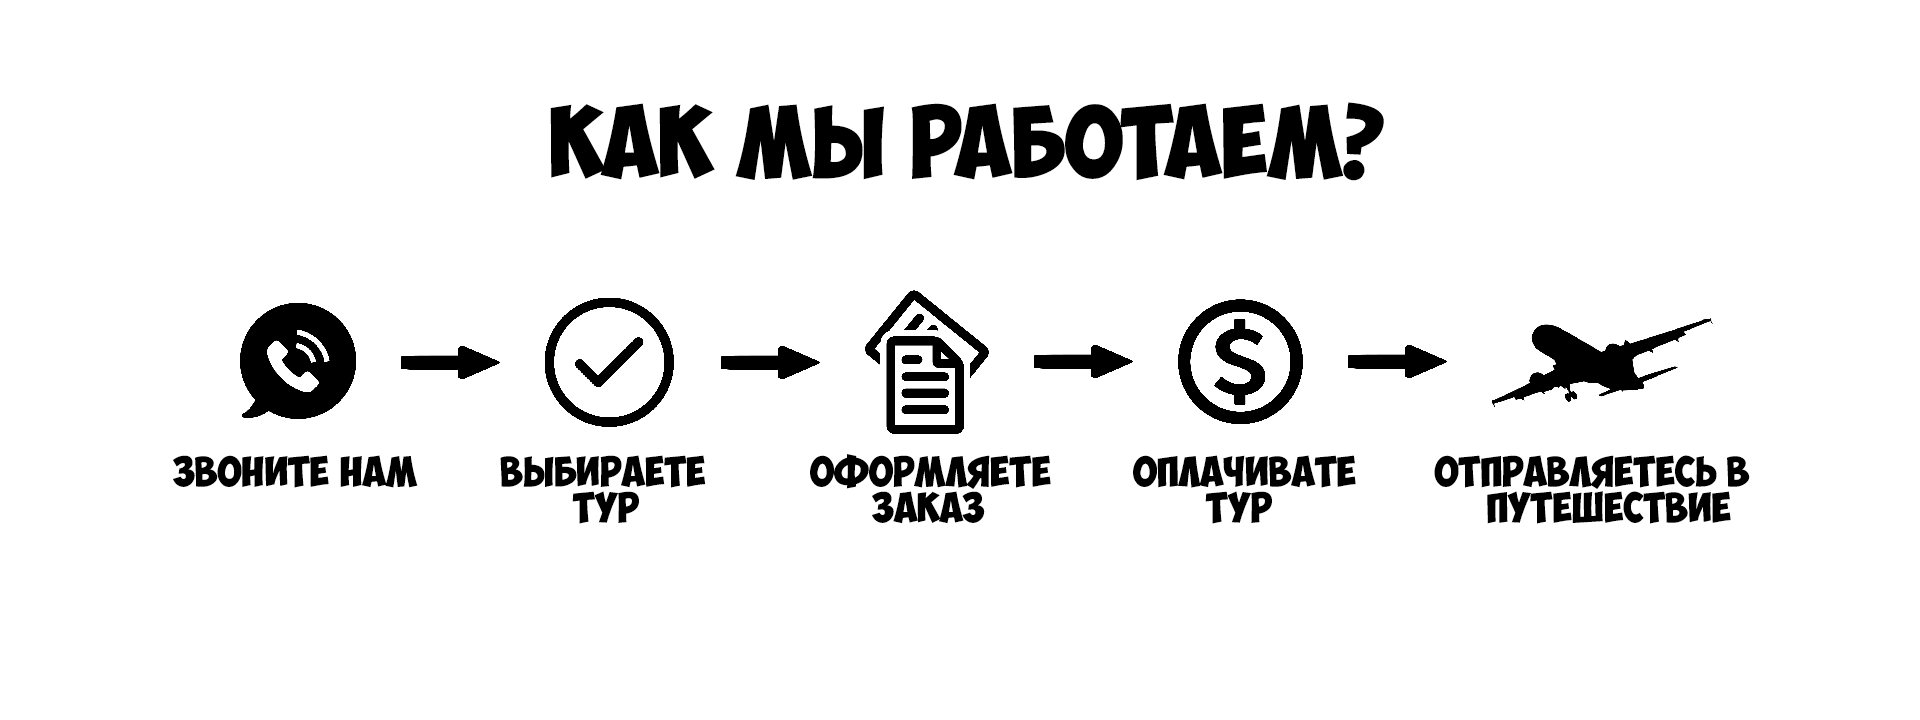 КАК МЫ РАБОТАЕМ?
ЗВОНИТЕ НАМ
ВЫБИРАЕТЕ
ТУР
ОФОРМЛЯЕТЕ
ЗАКАЗ
ОПЛАЧИВАТЕ
ТУР
ОТПРАВЛЯЕТЕСЬ В
ПУТЕШЕСТВИЕ